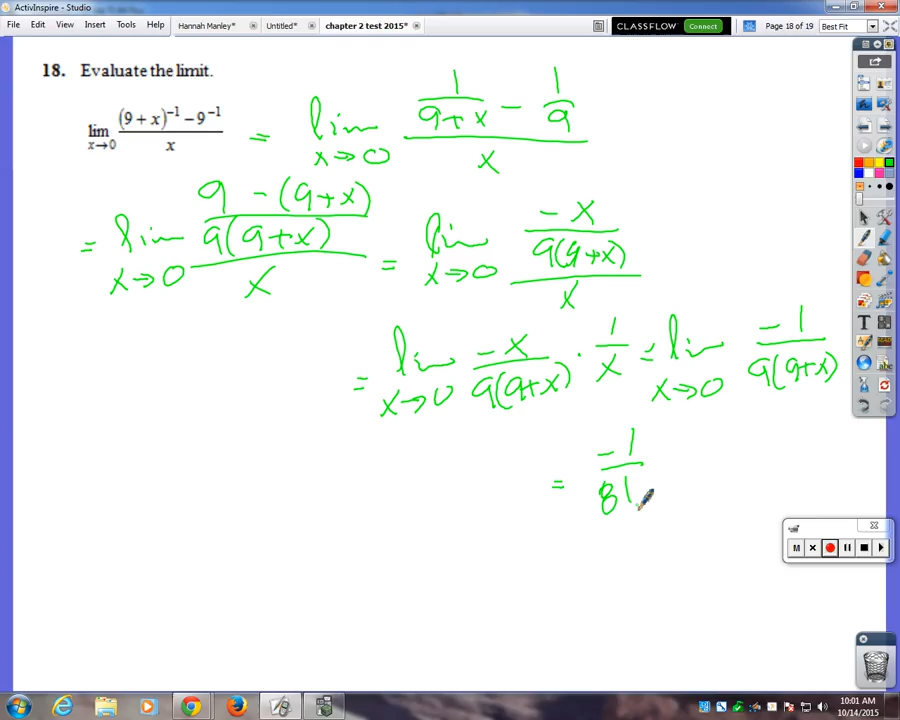 ActivInspire - Studio
File Edit View Insert Tools Help
Hannah Manley* Untitled* chapter 2 test 2015*
CLASSFLOW Connect
Page 18 of 19
Best Fit
18. Evaluate the limit.
lim x→0 ((9 + x)⁻¹ − 9⁻¹)/x = lim x→0 (1/(9+x) − 1/9)/x
= lim x→0 ((9 − (9+x))/(9(9+x)))/x = lim x→0 (−x/(9(9+x)))/x
= lim x→0 −x/(9(9+x)) · 1/x = lim x→0 −1/(9(9+x))
= −1/81
M
10:01 AM
10/14/2015